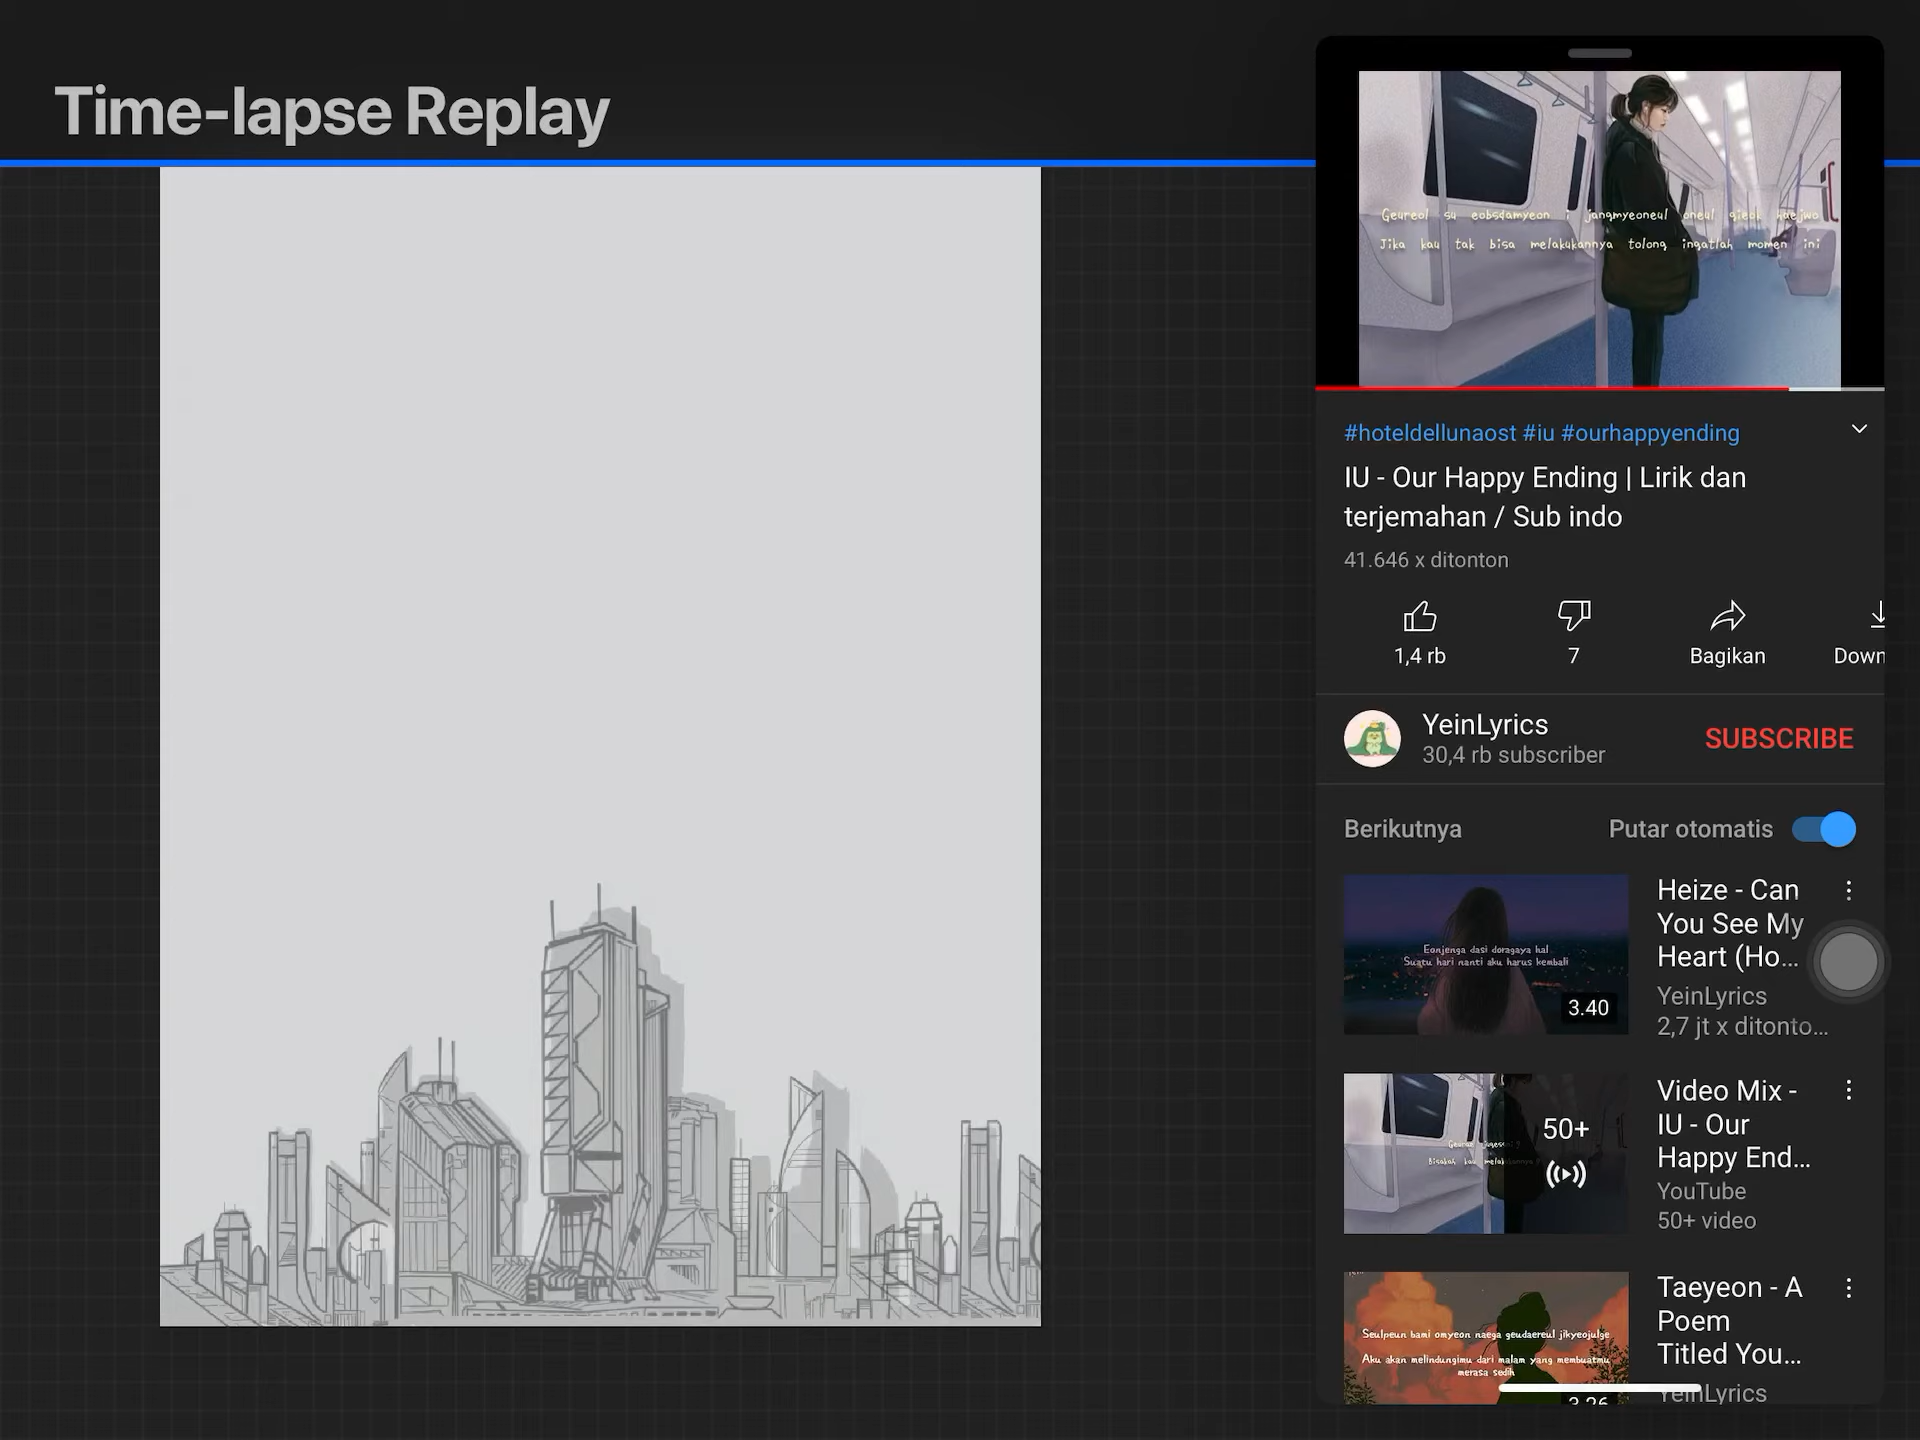 Time-lapse Replay
Geureol su eobsdamyeon i jangmyeoneul oneul gieok haejwo
Jika kau tak bisa melakukannya tolong ingatlah momen ini
#hoteldellunaost #iu #ourhappyending
IU - Our Happy Ending | Lirik dan
terjemahan / Sub indo
41.646 x ditonton
1,4 rb
7
Bagikan
Down
YeinLyrics
30,4 rb subscriber
SUBSCRIBE
Berikutnya
Putar otomatis
Eonjenga dasi doragaya hal
Suatu hari nanti aku harus kembali
3.40
Heize - Can
You See My
Heart (Ho...
YeinLyrics
2,7 jt x ditonto...
50+
Video Mix -
IU - Our
Happy End...
YouTube
50+ video
Seulpeun bami omyeon naega geudaereul jikyeojulge
Aku akan melindungimu dari malam yang membuatmu
merasa sedih
3.26
Taeyeon - A
Poem
Titled You...
YeinLyrics